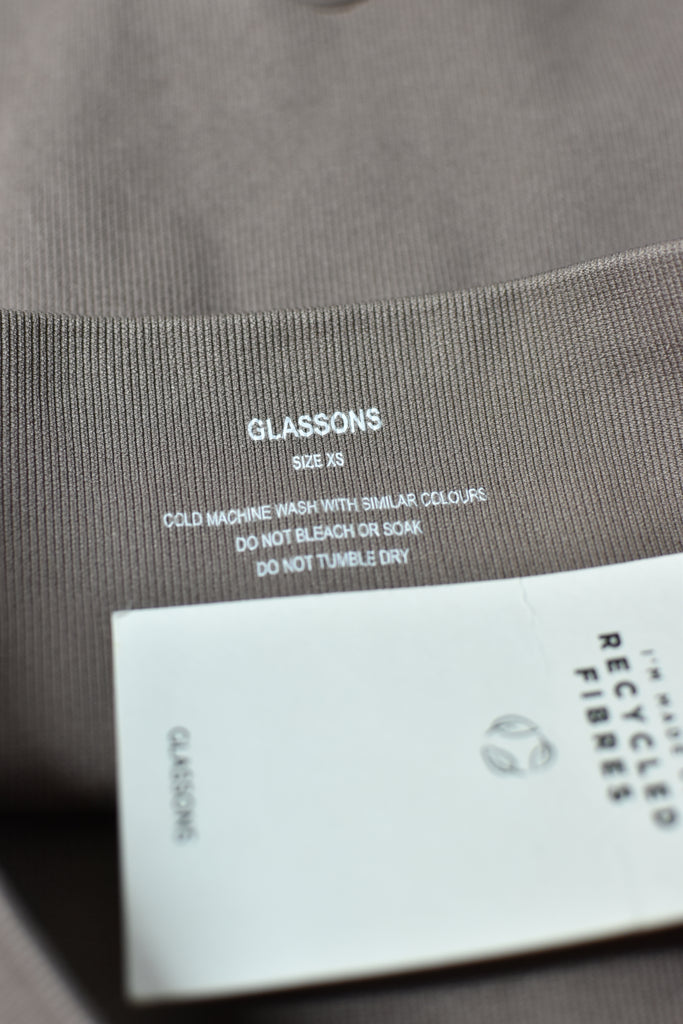 GLASSONS
SIZE XS
COLD MACHINE WASH WITH SIMILAR COLOURS
DO NOT BLEACH OR SOAK
DO NOT TUMBLE DRY
I'M MADE
RECYCLED
FIBRES
GLASSONS